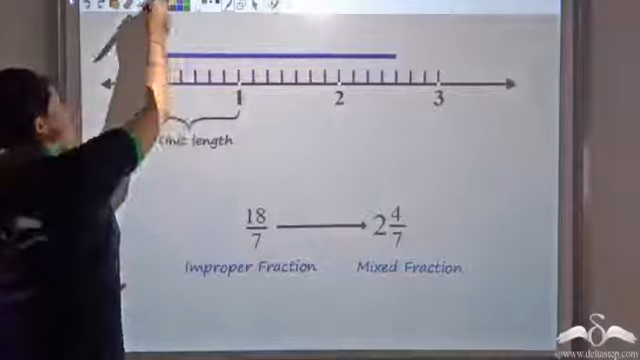 1 2 3
unit length
18/7 → 2 4/7
Improper Fraction Mixed Fraction
www.deltastep.com